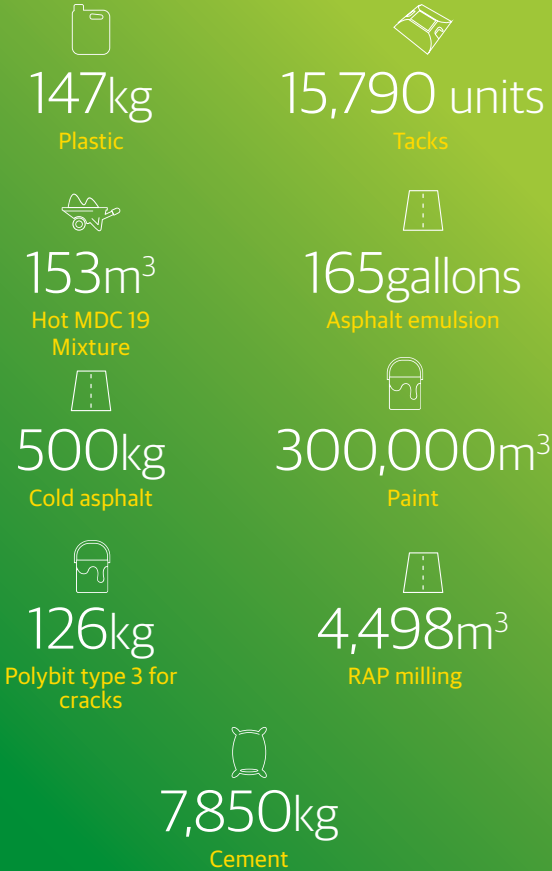 147kg
Plastic
15,790 units
Tacks
153m³
Hot MDC 19
Mixture
165gallons
Asphalt emulsion
500kg
Cold asphalt
300,000m³
Paint
126kg
Polybit type 3 for
cracks
4,498m³
RAP milling
7,850kg
Cement